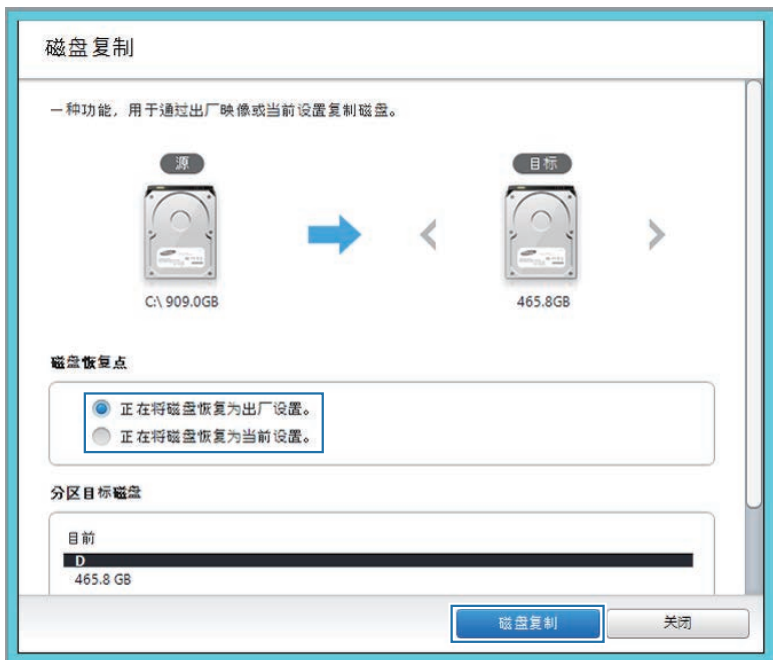 磁盘复制
一种功能，用于通过出厂映像或当前设置复制磁盘。
源
目标
C:\ 909.0GB
465.8GB
磁盘恢复点
正在将磁盘恢复为出厂设置。
正在将磁盘恢复为当前设置。
分区目标磁盘
目前
D
465.8 GB
磁盘复制
关闭